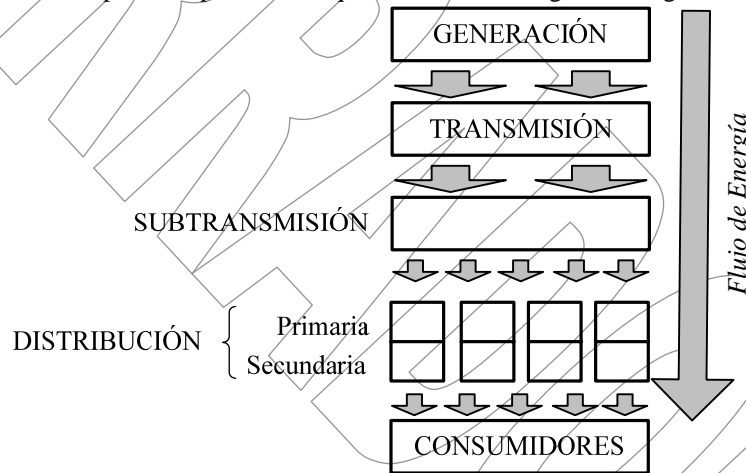 GENERACIÓN
TRANSMISIÓN
SUBTRANSMISIÓN
DISTRIBUCIÓN
Primaria
Secundaria
CONSUMIDORES
Flujo de Energía